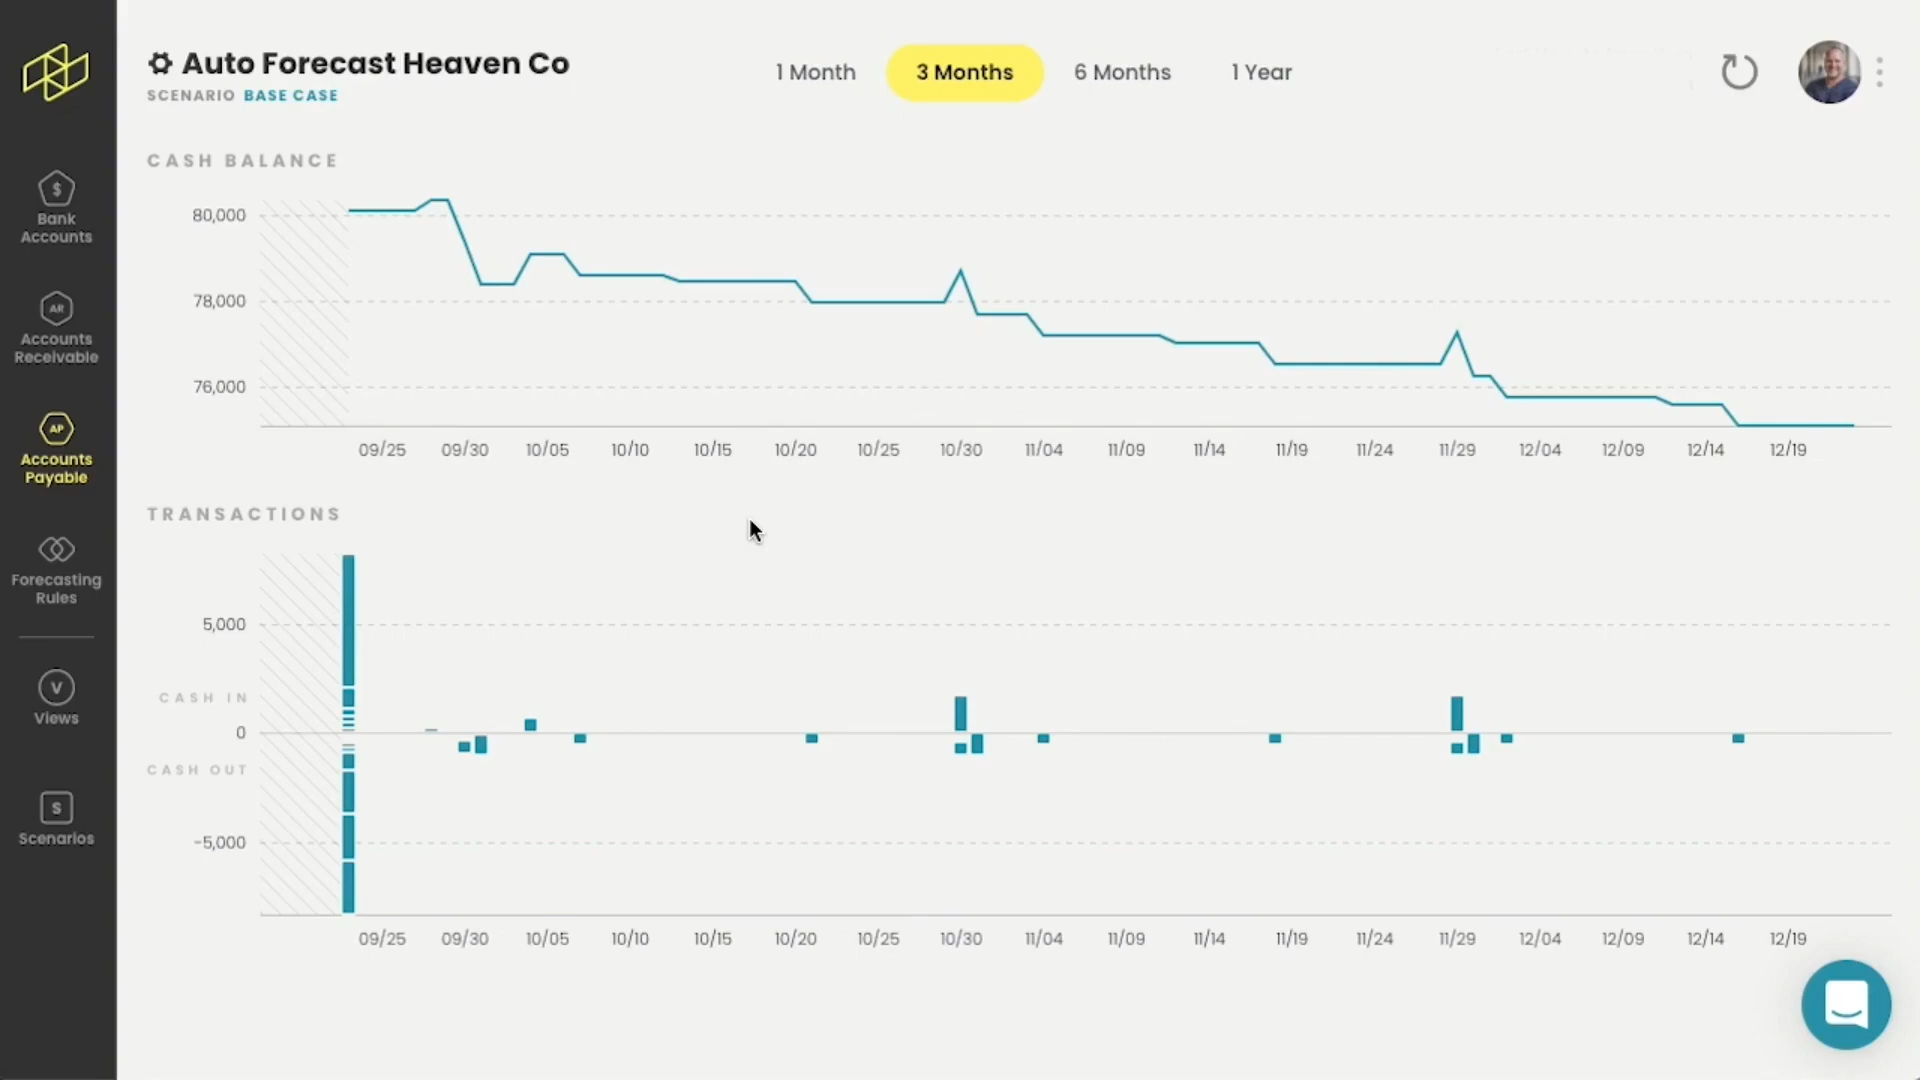 Auto Forecast Heaven Co
SCENARIO BASE CASE
1 Month
3 Months
6 Months
1 Year
$
Bank
Accounts
AR
Accounts
Receivable
AP
Accounts
Payable
Forecasting
Rules
V
Views
S
Scenarios
CASH BALANCE
80,000
78,000
76,000
09/25 09/30 10/05 10/10 10/15 10/20 10/25 10/30 11/04 11/09 11/14 11/19 11/24 11/29 12/04 12/09 12/14 12/19
TRANSACTIONS
5,000
CASH IN
0
CASH OUT
-5,000
09/25 09/30 10/05 10/10 10/15 10/20 10/25 10/30 11/04 11/09 11/14 11/19 11/24 11/29 12/04 12/09 12/14 12/19